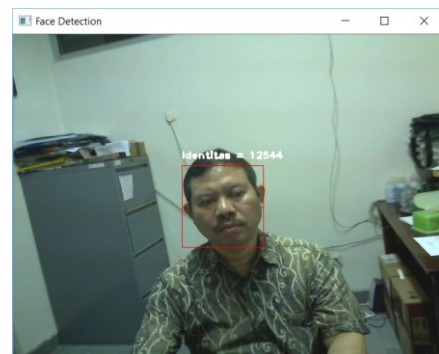 Face Detection
Identitas = 12544